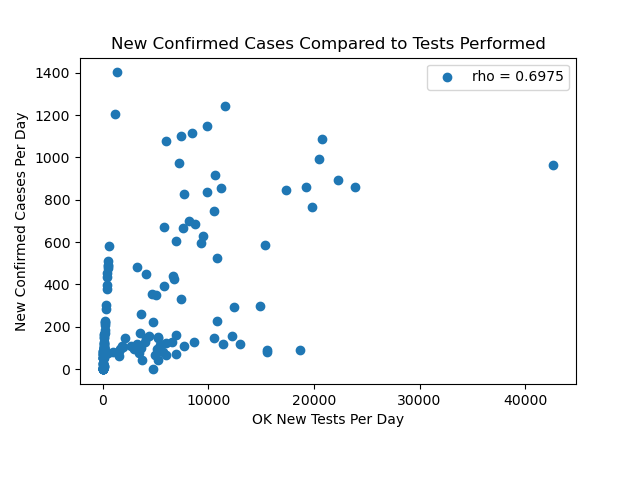 New Confirmed Cases Compared to Tests Performed
rho = 0.6975
New Confirmed Caeses Per Day
1400
1200
1000
800
600
400
200
0
0 10000 20000 30000 40000
OK New Tests Per Day